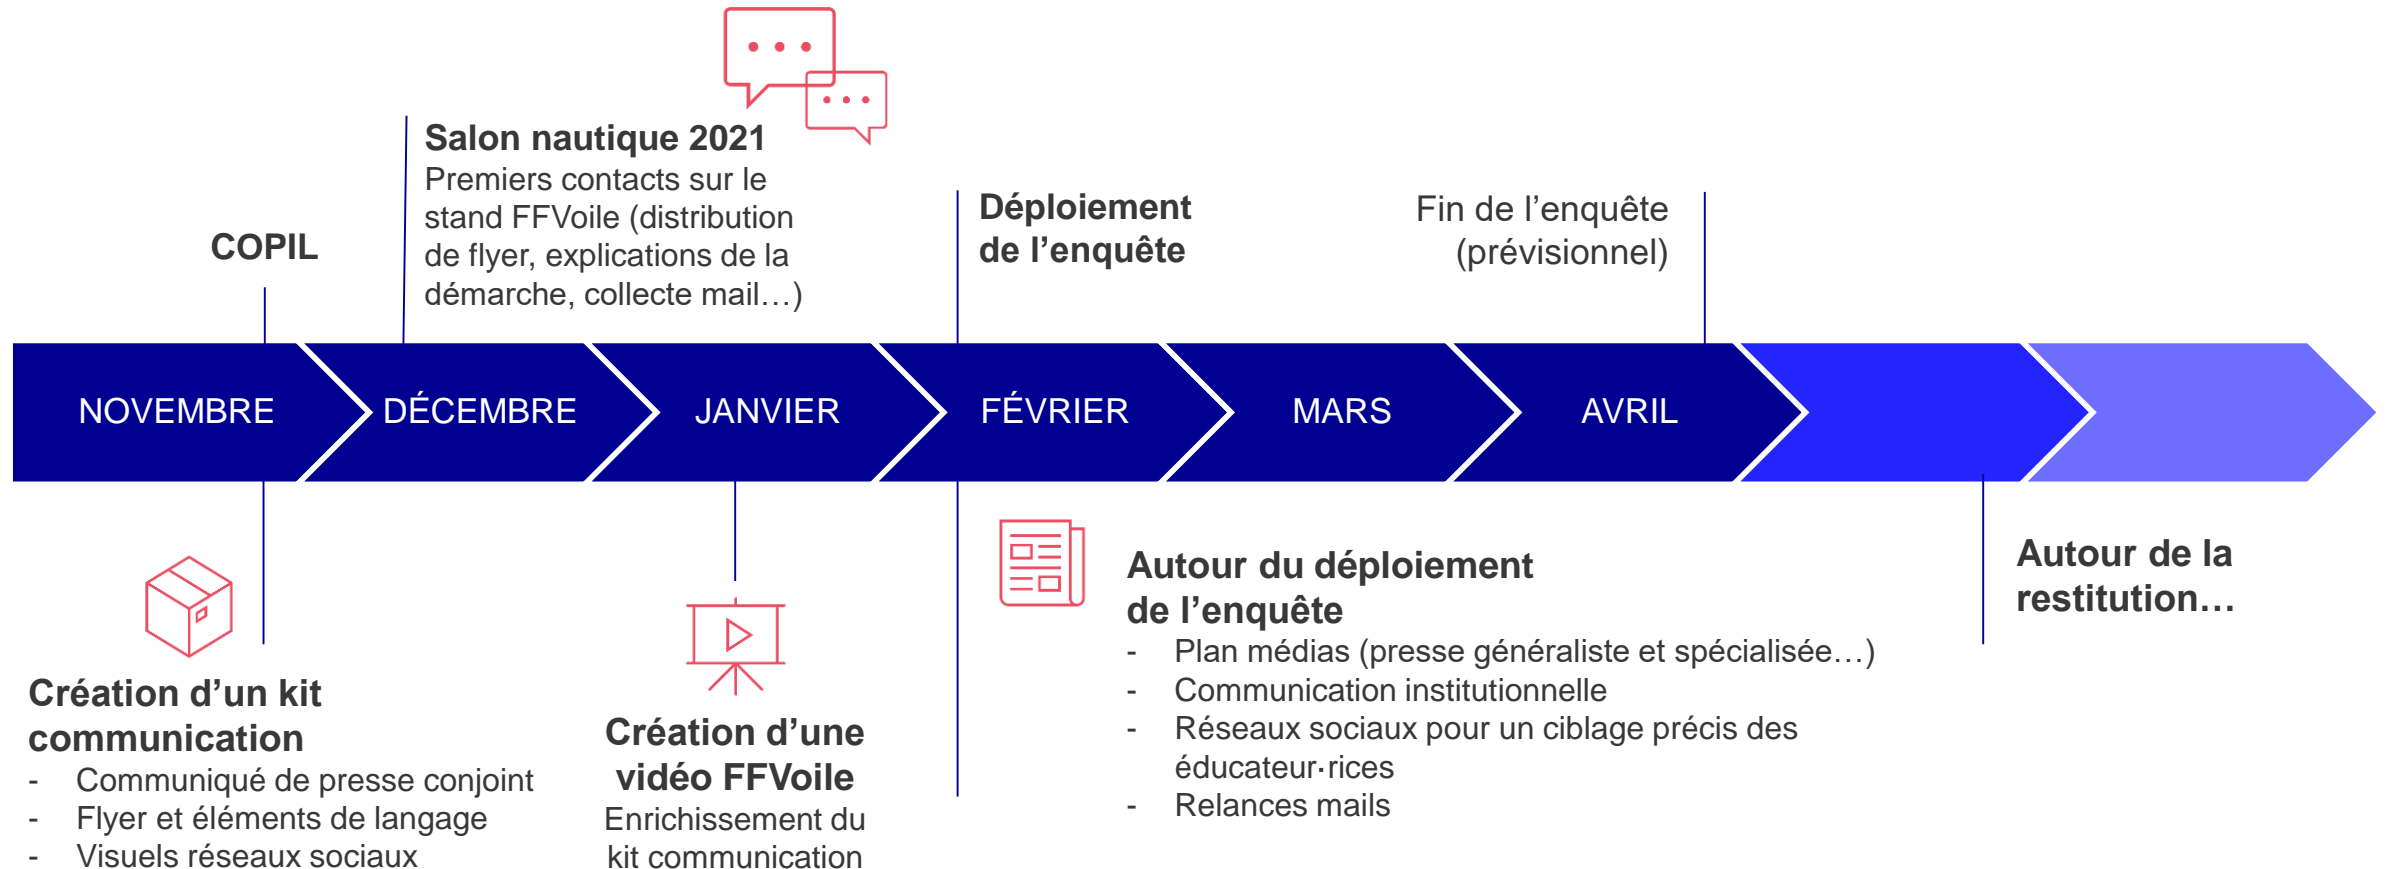 COPIL
Salon nautique 2021
Premiers contacts sur le
stand FFVoile (distribution
de flyer, explications de la
démarche, collecte mail…)
Déploiement
de l’enquête
Fin de l’enquête
(prévisionnel)
NOVEMBRE
DÉCEMBRE
JANVIER
FÉVRIER
MARS
AVRIL
Création d’un kit
communication
- Communiqué de presse conjoint
- Flyer et éléments de langage
- Visuels réseaux sociaux
Création d’une
vidéo FFVoile
Enrichissement du
kit communication
Autour du déploiement
de l’enquête
- Plan médias (presse généraliste et spécialisée…)
- Communication institutionnelle
- Réseaux sociaux pour un ciblage précis des
éducateur·rices
- Relances mails
Autour de la
restitution…